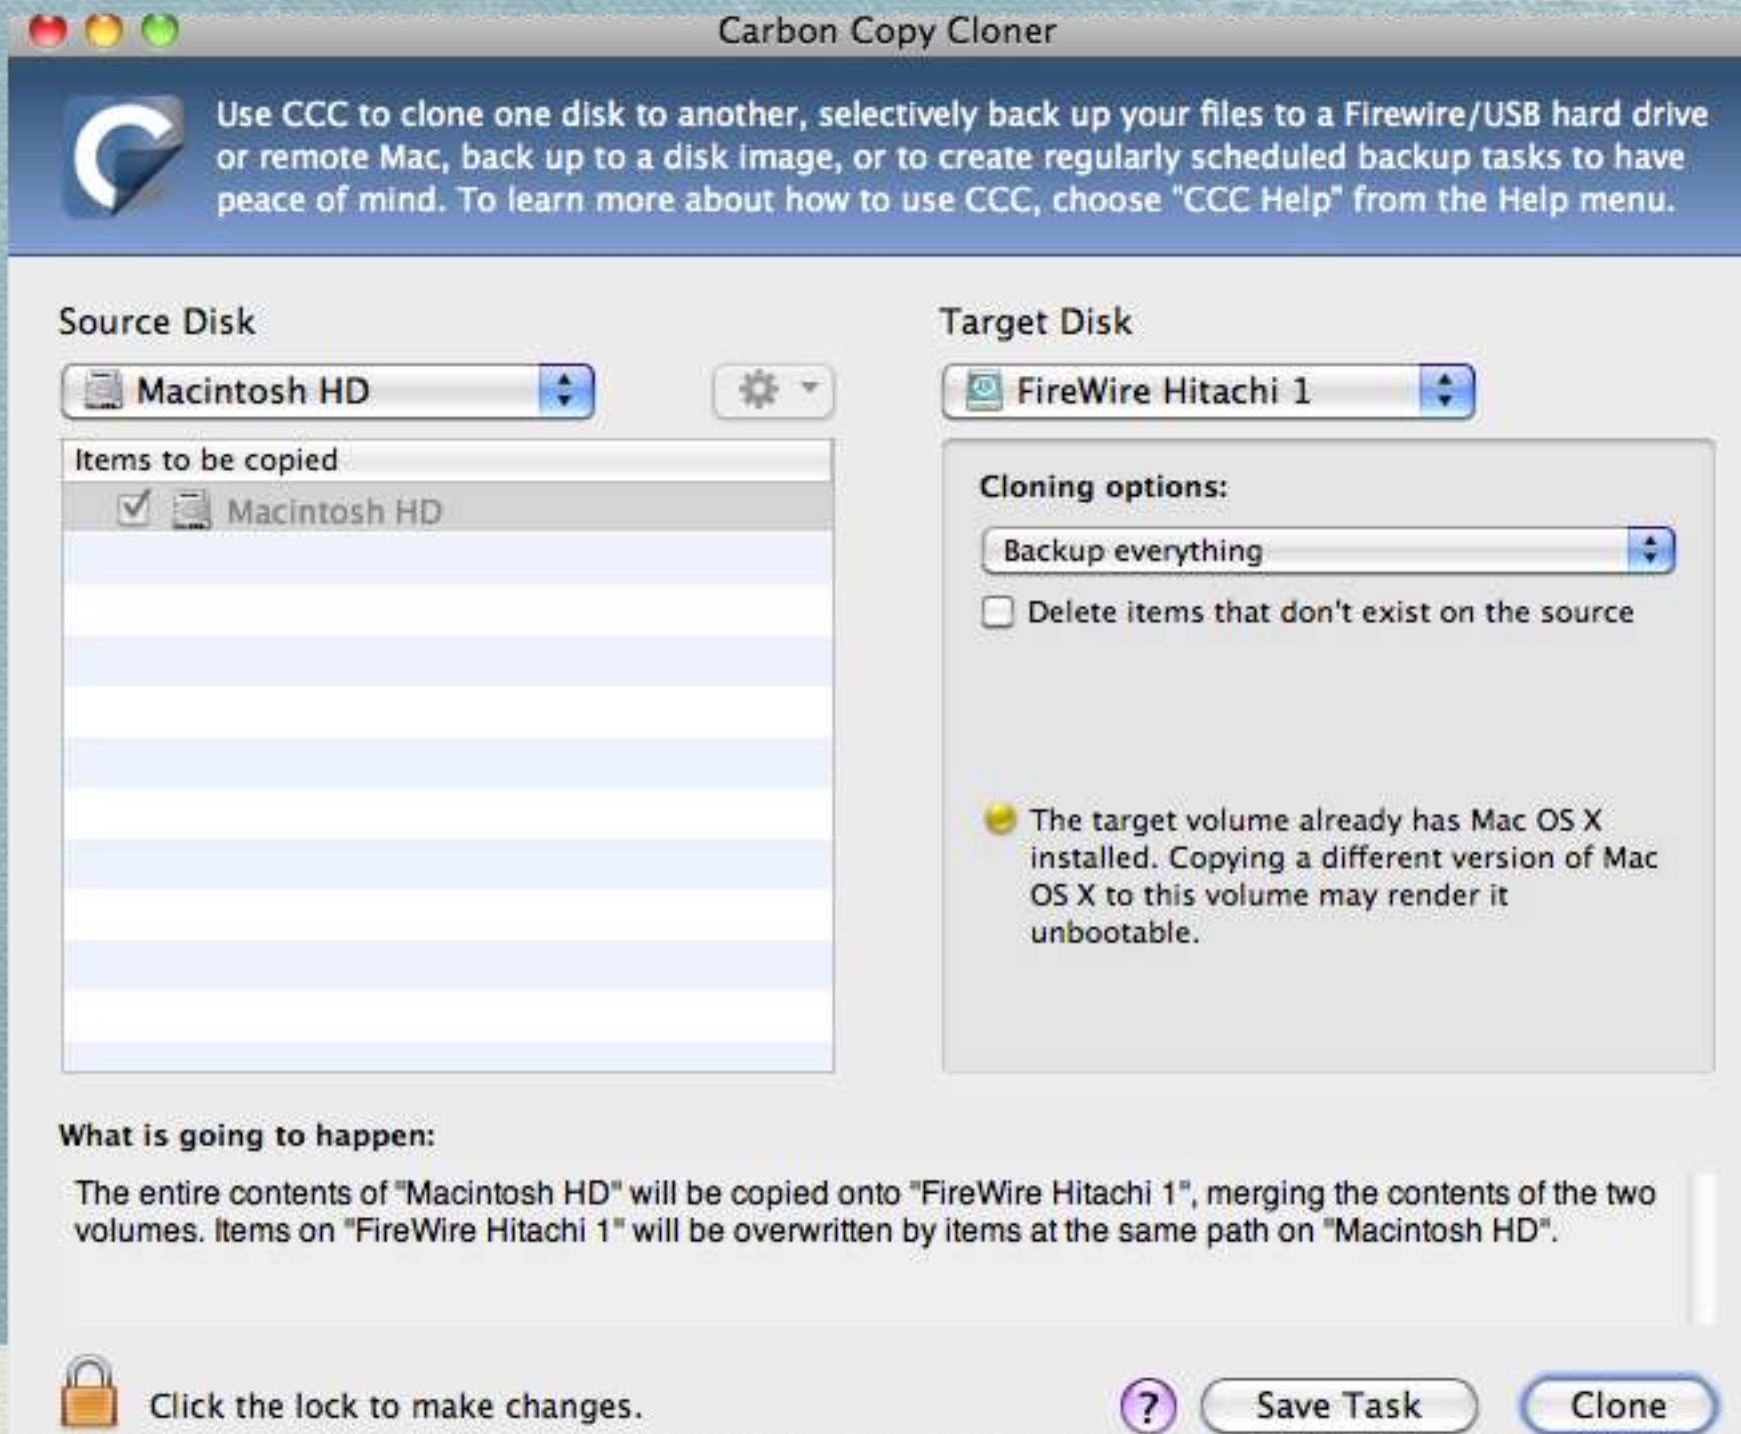 Carbon Copy Cloner
Use CCC to clone one disk to another, selectively back up your files to a Firewire/USB hard drive
or remote Mac, back up to a disk image, or to create regularly scheduled backup tasks to have
peace of mind. To learn more about how to use CCC, choose "CCC Help" from the Help menu.
Source Disk
Macintosh HD
Items to be copied
Macintosh HD
Target Disk
FireWire Hitachi 1
Cloning options:
Backup everything
Delete items that don't exist on the source
The target volume already has Mac OS X
installed. Copying a different version of Mac
OS X to this volume may render it
unbootable.
What is going to happen:
The entire contents of "Macintosh HD" will be copied onto "FireWire Hitachi 1", merging the contents of the two
volumes. Items on "FireWire Hitachi 1" will be overwritten by items at the same path on "Macintosh HD".
Click the lock to make changes.
?
Save Task
Clone